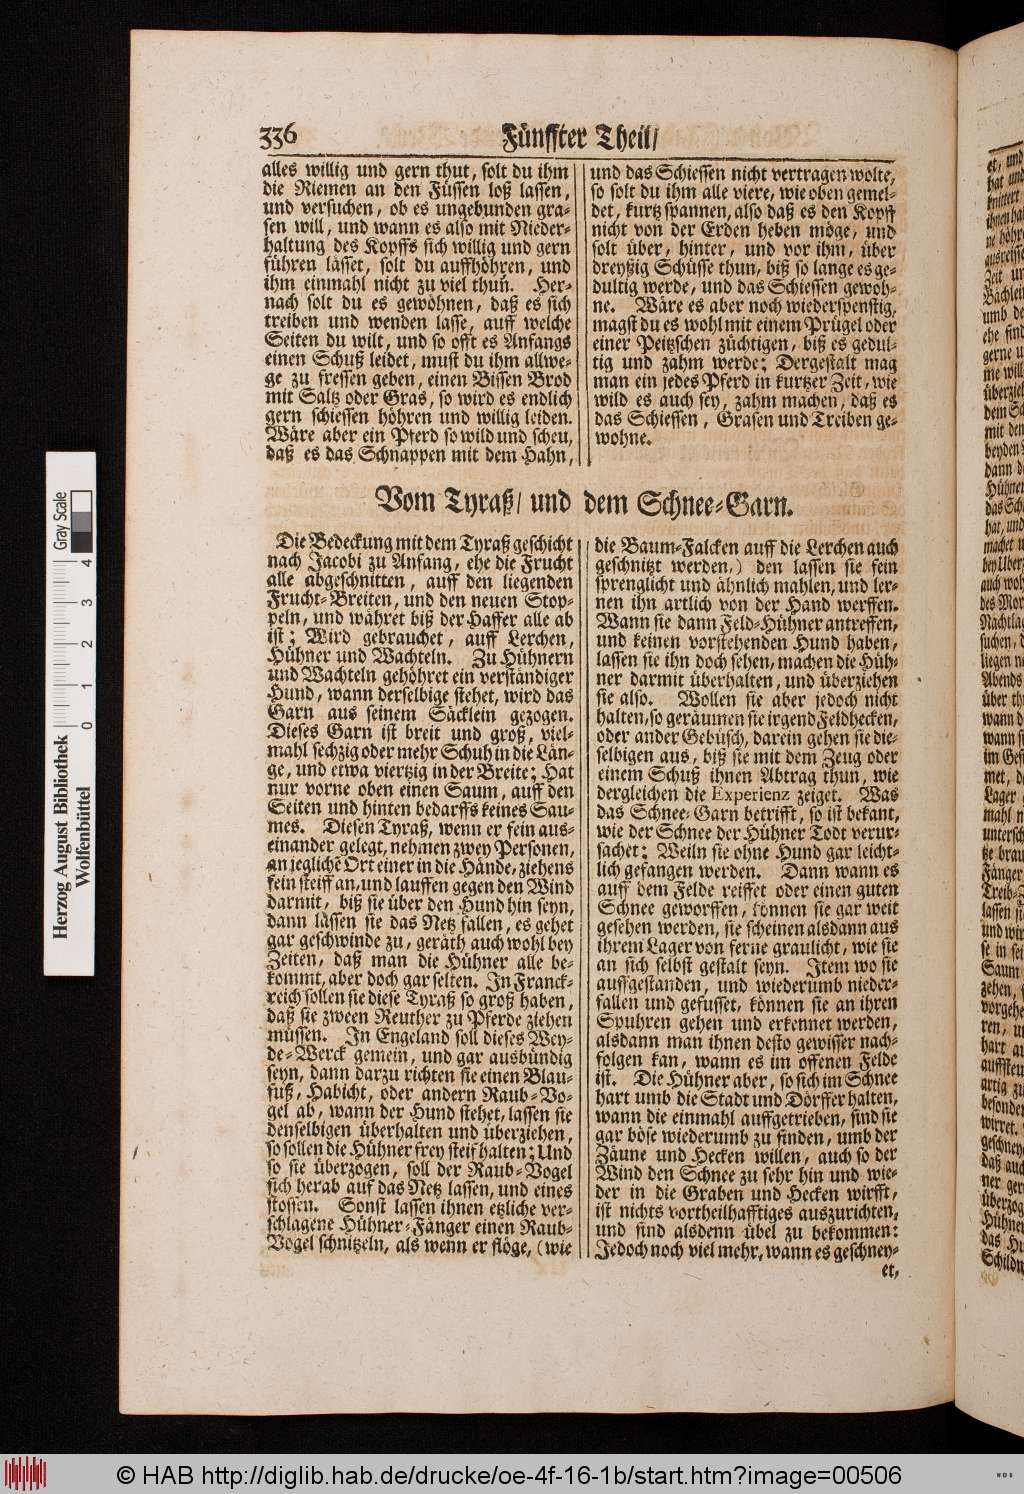 336
Fünffter Theil/
alles willig und gern thut, solt du ihm
die Riemen an den Füssen loß lassen,
und versuchen, ob es ungebunden gra-
sen will, und wann es also mit Nieder-
haltung des Kopffs sich willig und gern
führen lässet, solt du auffhöhren, und
ihm einmahl nicht zu viel thun. Her-
nach solt du es gewöhnen, daß es sich
treiben und wenden lasse, auff welche
Seiten du wilt, und so offt es Anfangs
einen Schuß leidet, must du ihm allwe-
ge zu fressen geben, einen Bissen Brod
mit Saltz oder Gras, so wird es endlich
gern schiessen höhren und willig leiden.
Wäre aber ein Pferd so wild und scheu,
daß es das Schnappen mit dem Hahn,
und das Schiessen nicht vertragen wolte,
so solt du ihm alle viere, wie oben gemel-
det, kurtz spannen, also daß es den Kopff
nicht von der Erden heben möge, und
solt über, hinter, und vor ihm, über
dreyßig Schüsse thun, biß so lange es ge-
dultig werde, und das Schiessen gewoh-
ne. Wäre es aber noch wiederspenstig,
magst du es wohl mit einem Prügel oder
einer Peitzschen züchtigen, biß es gedul-
tig und zahm werde; Dergestalt mag
man ein jedes Pferd in kurtzer Zeit, wie
wild es auch sey, zahm machen, daß es
das Schiessen, Grasen und Treiben ge-
wohne.
Vom Tyraß/ und dem Schnee-Garn.
Die Bedeckung mit dem Tyraß geschicht
nach Jacobi zu Anfang, ehe die Frucht
alle abgeschnitten, auff den liegenden
Frucht-Breiten, und den neuen Stop-
peln, und währet biß der Haffer alle ab
ist; Wird gebrauchet, auff Lerchen,
Hühner und Wachteln. Zu Hühnern
und Wachteln gehöhret ein verständiger
Hund, wann derselbige stehet, wird das
Garn aus seinem Säcklein gezogen.
Dieses Garn ist breit und groß, viel-
mahl sechzig oder mehr Schuh in die Län-
ge, und etwa viertzig in der Breite; Hat
nur vorne oben einen Saum, auff den
Seiten und hinten bedarffs keines Sau-
mes. Diesen Tyraß, wenn er fein aus-
einander gelegt, nehmen zwey Personen,
an jegliche͂ Ort einer in die Hände, ziehens
fein steiff an, und lauffen gegen den Wind
darmit, biß sie über den Hund hin seyn,
dann lassen sie das Netz fallen, es gehet
gar geschwinde zu, geräth auch wohl bey
Zeiten, daß man die Hühner alle be-
kommt, aber doch gar selten. In Franck-
reich sollen sie diese Tyraß so groß haben,
daß sie zween Reuther zu Pferde ziehen
müssen. In Engeland soll dieses Wey-
de-Werck gemein, und gar ausbündig
seyn, dann darzu richten sie einen Blau-
fuß, Habicht, oder andern Raub-Vo-
gel ab, wann der Hund stehet, lassen sie
denselbigen überhalten und überziehen,
so sollen die Hühner frey steif halten; Und
so sie überzogen, soll der Raub-Vogel
sich herab auf das Netz lassen, und eines
stossen. Sonst lassen ihnen etzliche ver-
schlagene Hühner-Fänger einen Raub-
Vogel schnitzeln, als wenn er flöge, (wie
die Baum-Falcken auff die Lerchen auch
geschnitzt werden,) den lassen sie fein
sprenglicht und ähnlich mahlen, und ler-
nen ihn artlich von der Hand werffen.
Wann sie dann Feld-Hühner antreffen,
und keinen vorstehenden Hund haben,
lassen sie ihn doch sehen, machen die Hüh-
ner darmit überhalten, und überziehen
sie also. Wollen sie aber jedoch nicht
halten, so geräumen sie irgend Feldhecken,
oder ander Gebüsch, darein gehen sie die-
selbigen aus, biß sie mit dem Zeug oder
einem Schuß ihnen Abtrag thun, wie
dergleichen die Experienz zeiget. Was
das Schnee-Garn betrifft, so ist bekant,
wie der Schnee der Hühner Todt verur-
sachet; Weiln sie ohne Hund gar leicht-
lich gefangen werden. Dann wann es
auff dem Felde reiffet oder einen guten
Schnee geworffen, können sie gar weit
gesehen werden, sie scheinen alsdann aus
ihrem Lager von ferne graulicht, wie sie
an sich selbst gestalt seyn. Item wo sie
auffgestanden, und wiederumb nieder-
fallen und gefusset, können sie an ihren
Spuhren gehen und erkennet werden,
alsdann man ihnen desto gewisser nach-
folgen kan, wann es im offenen Felde
ist. Die Hühner aber, so sich im Schnee
hart umb die Stadt und Dörffer halten,
wann die einmahl auffgetrieben, sind sie
gar böse wiederumb zu finden, umb der
Zäune und Hecken willen, auch so der
Wind den Schnee zu sehr hin und wie-
der in die Graben und Hecken wirfft,
ist nichts vortheilhafftiges auszurichten,
und sind alsdenn übel zu bekommen:
Jedoch noch viel mehr, wann es geschney-
et,
Herzog August Bibliothek
Wolfenbüttel
0 1 2 3 4
Gray Scale
© HAB http://diglib.hab.de/drucke/oe-4f-16-1b/start.htm?image=00506